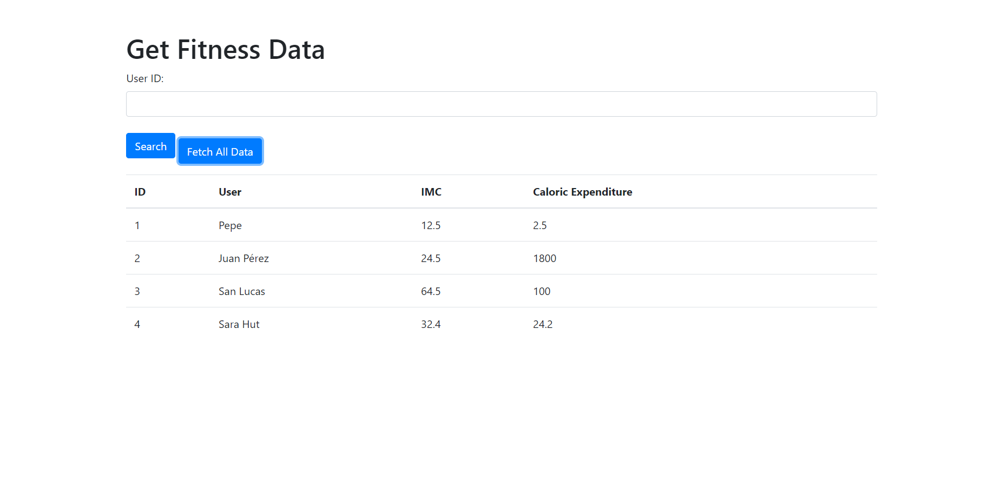 Get Fitness Data
User ID:
Search Fetch All Data
ID User IMC Caloric Expenditure
1 Pepe 12.5 2.5
2 Juan Pérez 24.5 1800
3 San Lucas 64.5 100
4 Sara Hut 32.4 24.2